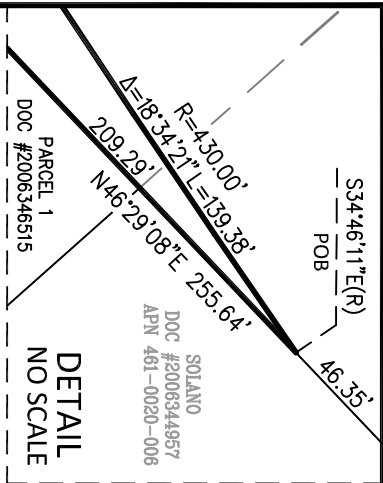 S34°46'11"E(R)
POB
46.35'
R=430.00'
Δ=18°34'21" L=139.38'
209.29'
N46°29'08"E 255.64'
SOLANO
DOC #2006344957
APN 461-0020-006
PARCEL 1
DOC #2006346515
DETAIL
NO SCALE